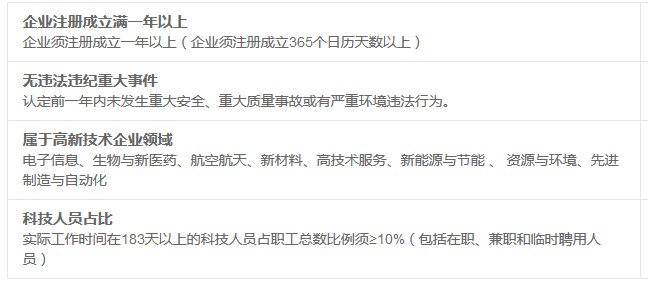 企业注册成立满一年以上
企业须注册成立一年以上（企业须注册成立365个日历天数以上）
无违法违纪重大事件
认定前一年内未发生重大安全、重大质量事故或有严重环境违法行为。
属于高新技术企业领域
电子信息、生物与新医药、航空航天、新材料、高技术服务、新能源与节能 、 资源与环境、先进
制造与自动化
科技人员占比
实际工作时间在183天以上的科技人员占职工总数比例须≥10%（包括在职、兼职和临时聘用人
员）